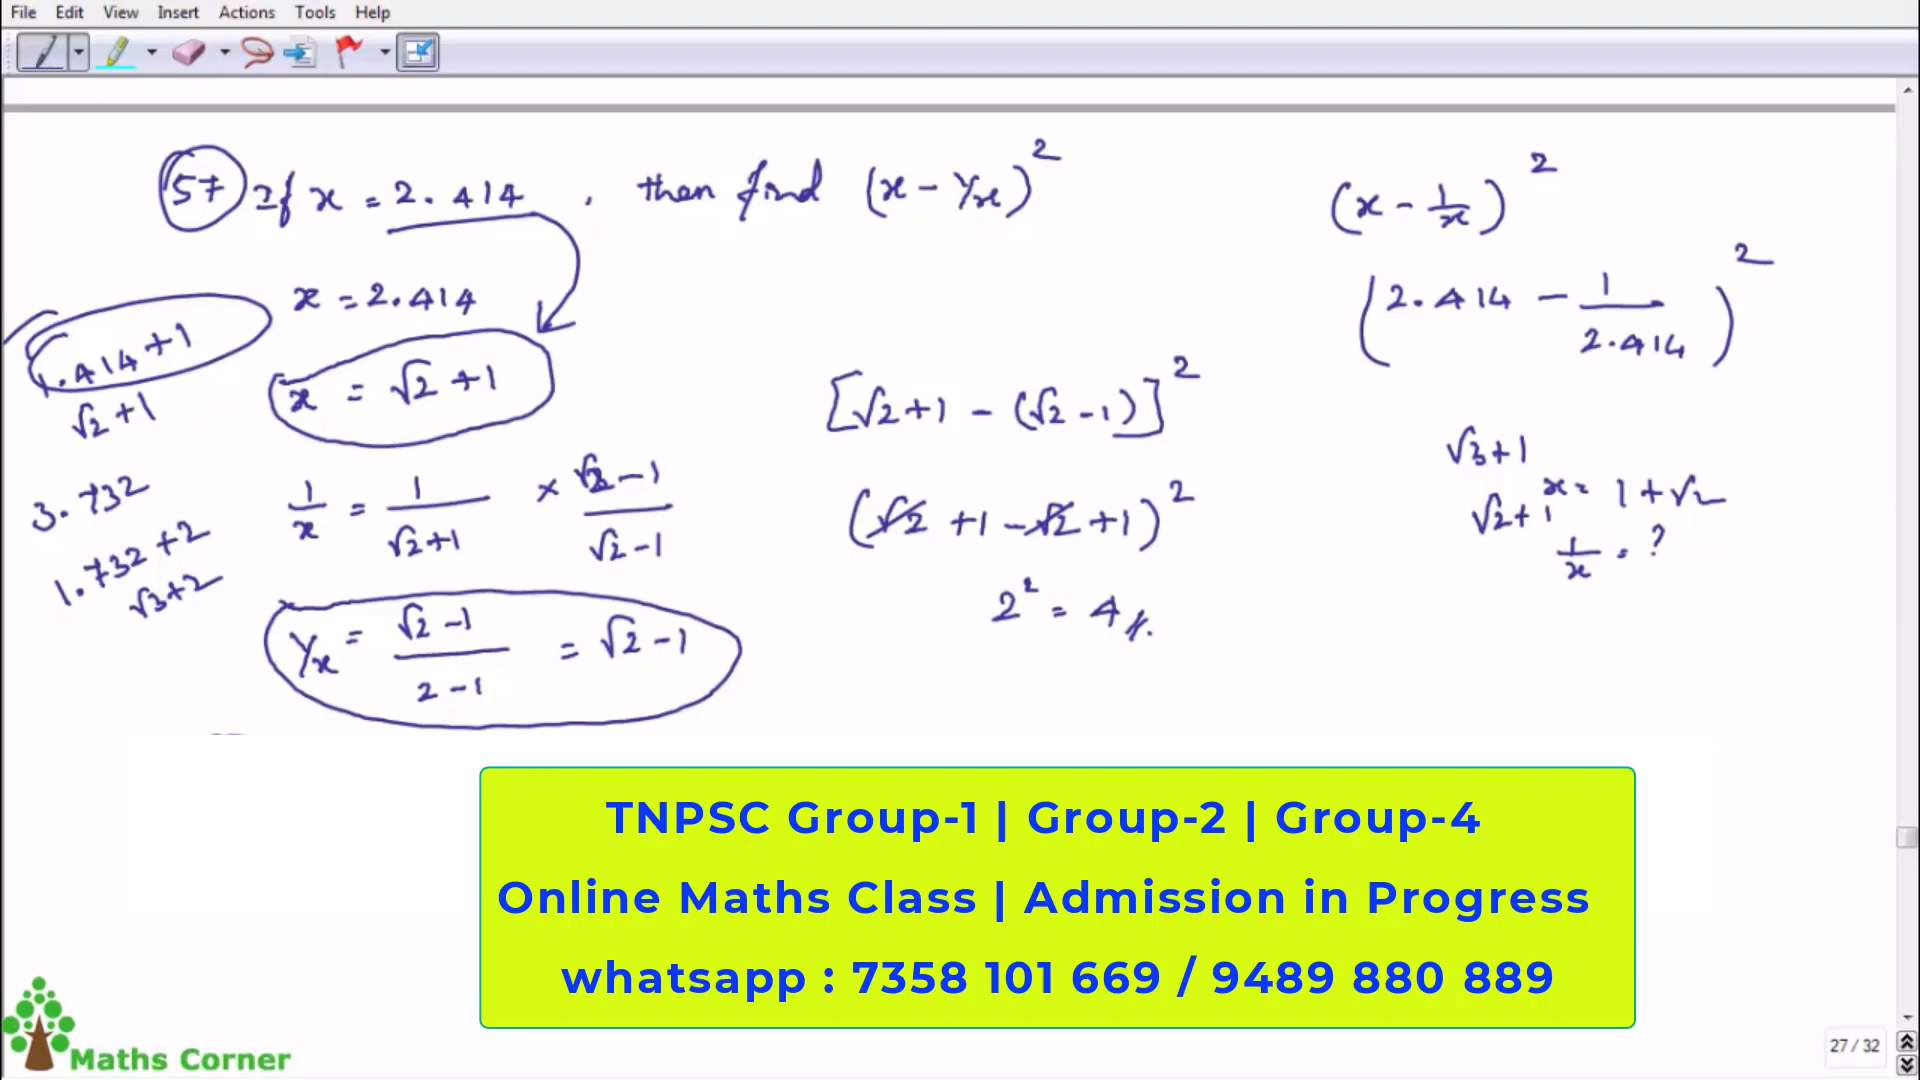 File Edit View Insert Actions Tools Help
57 If x = 2.414 , then find (x - 1/x)²
x = 2.414
1.414 + 1
√2 + 1
x = √2 + 1
3.732
1.732 + 2
√3 + 2
1/x = 1/(√2+1) × (√2-1)/(√2-1)
1/x = (√2-1)/(2-1) = √2-1
[√2+1 - (√2-1)]²
(√2 +1 -√2 +1)²
2² = 4
(x - 1/x)²
(2.414 - 1/2.414)²
√3+1
√2+1
x = 1+√2
1/x = ?
TNPSC Group-1 | Group-2 | Group-4
Online Maths Class | Admission in Progress
whatsapp : 7358 101 669 / 9489 880 889
Maths Corner
27 / 32